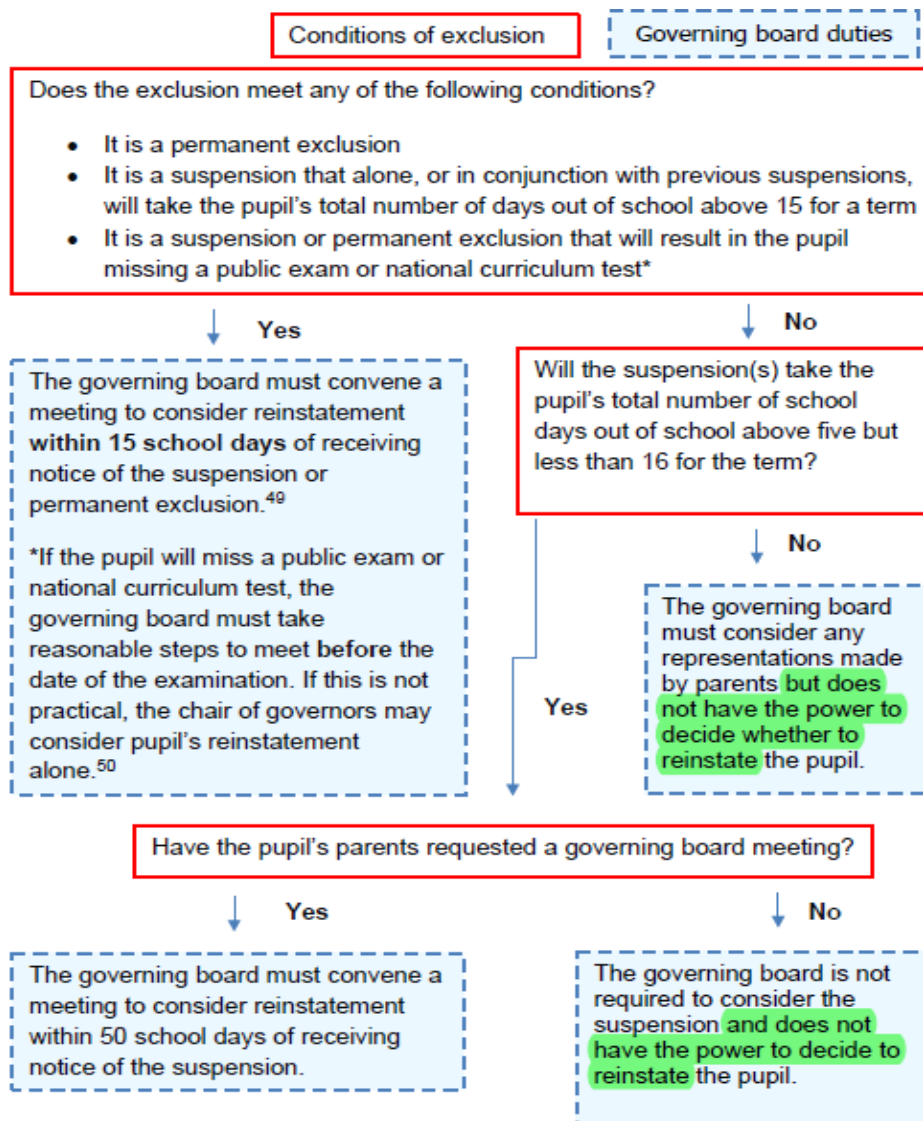 Conditions of exclusion
Governing board duties
Does the exclusion meet any of the following conditions?
• It is a permanent exclusion
• It is a suspension that alone, or in conjunction with previous suspensions,
will take the pupil's total number of days out of school above 15 for a term
• It is a suspension or permanent exclusion that will result in the pupil
missing a public exam or national curriculum test*
Yes
No
The governing board must convene a
meeting to consider reinstatement
within 15 school days of receiving
notice of the suspension or
permanent exclusion.49
*If the pupil will miss a public exam or
national curriculum test, the
governing board must take
reasonable steps to meet before the
date of the examination. If this is not
practical, the chair of governors may
consider pupil's reinstatement
alone.50
Will the suspension(s) take the
pupil's total number of school
days out of school above five but
less than 16 for the term?
No
The governing board
must consider any
representations made
by parents but does
not have the power to
decide whether to
reinstate the pupil.
Yes
Have the pupil's parents requested a governing board meeting?
Yes
No
The governing board must convene a
meeting to consider reinstatement
within 50 school days of receiving
notice of the suspension.
The governing board is not
required to consider the
suspension and does not
have the power to decide to
reinstate the pupil.